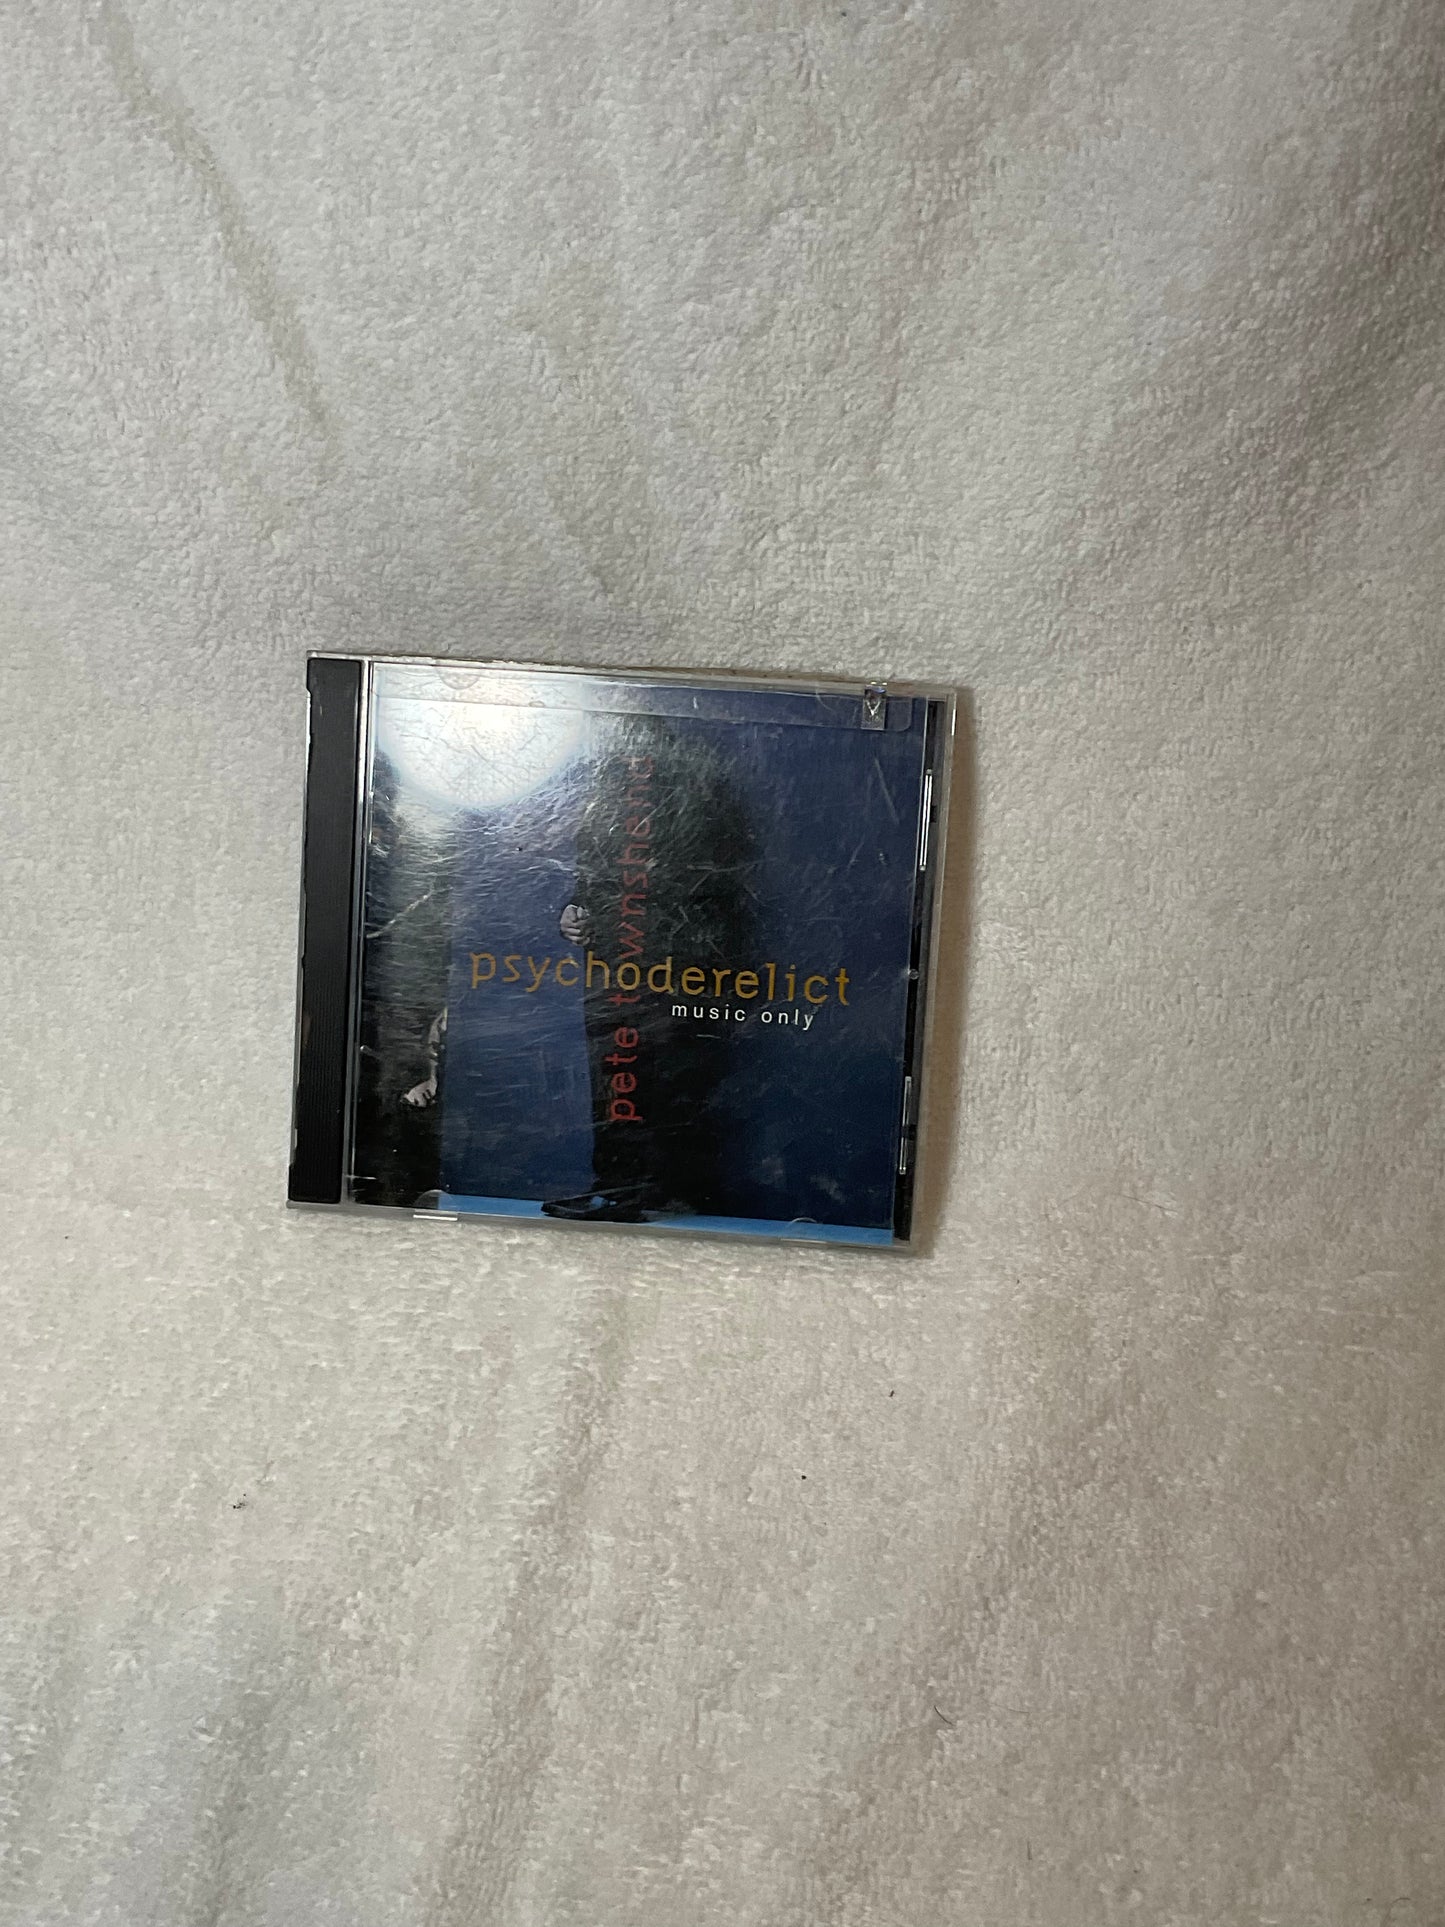 psychoderelict
music only
pete townshend